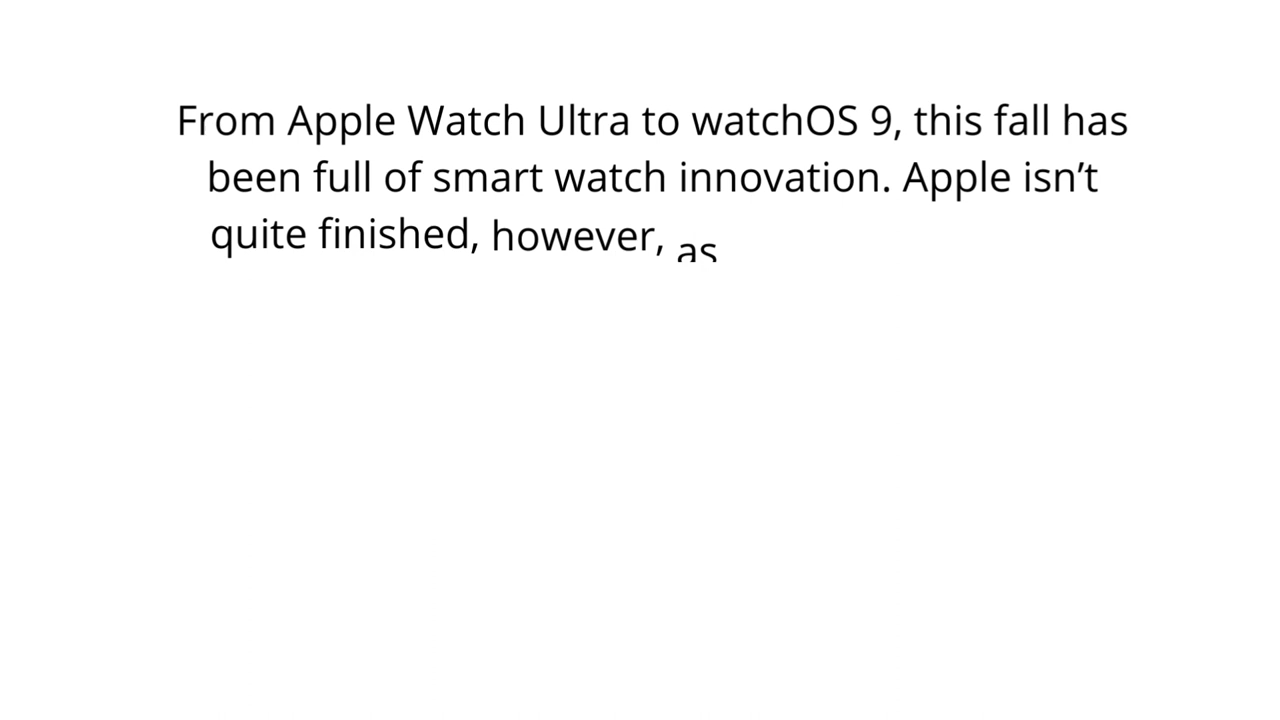 From Apple Watch Ultra to watchOS 9, this fall has
been full of smart watch innovation. Apple isn’t
quite finished, however, as